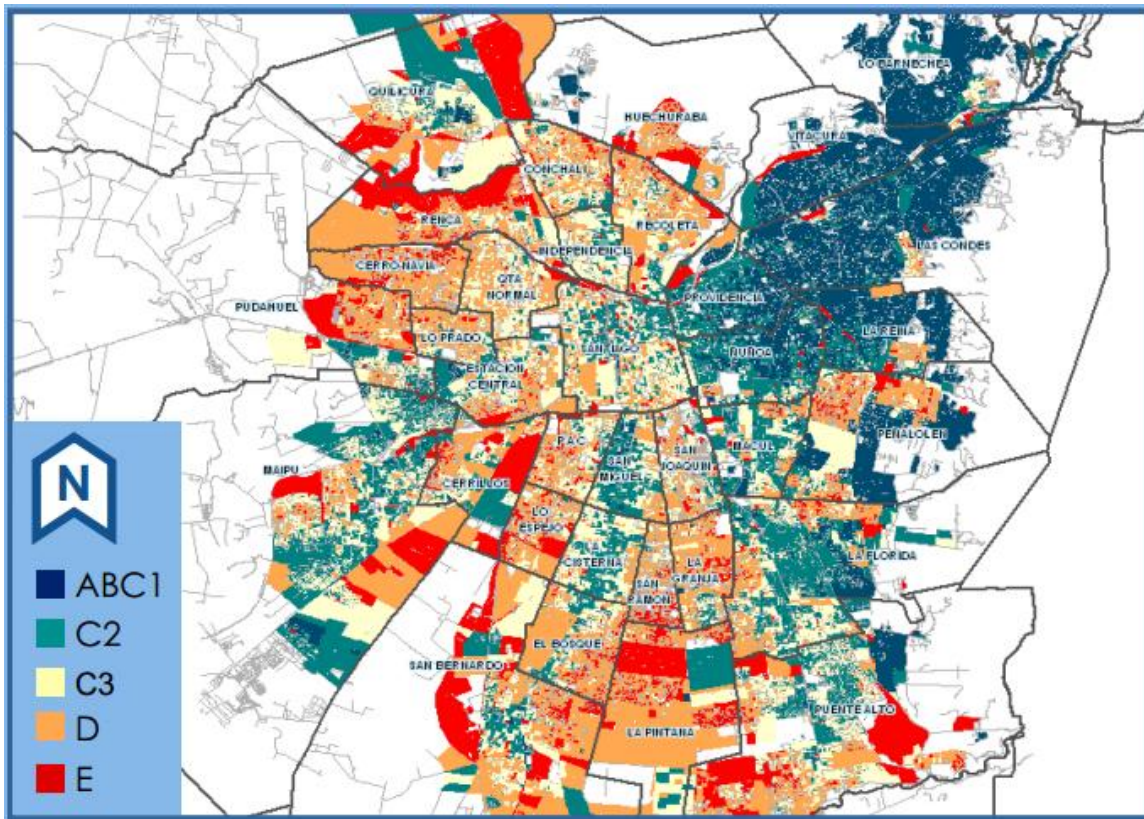 LO BARNECHEA
QUILICURA
HUECHURABA
VITACURA
CONCHALI
RENCA
RECOLETA
INDEPENDENCIA
LAS CONDES
CERRO NAVIA
QTA
NORMAL
PUDAHUEL
PROVIDENCIA
LO PRADO
SANTIAGO
LA REINA
ÑUÑOA
ESTACION
CENTRAL
PEÑALOLEN
P.A.C
MACUL
SAN
JOAQUIN
SAN
MIGUEL
MAIPU
CERRILLOS
LO
ESPEJO
LA
CISTERNA
LA
GRANJA
LA FLORIDA
SAN
RAMON
EL BOSQUE
SAN BERNARDO
PUENTE ALTO
LA PINTANA
N
ABC1
C2
C3
D
E